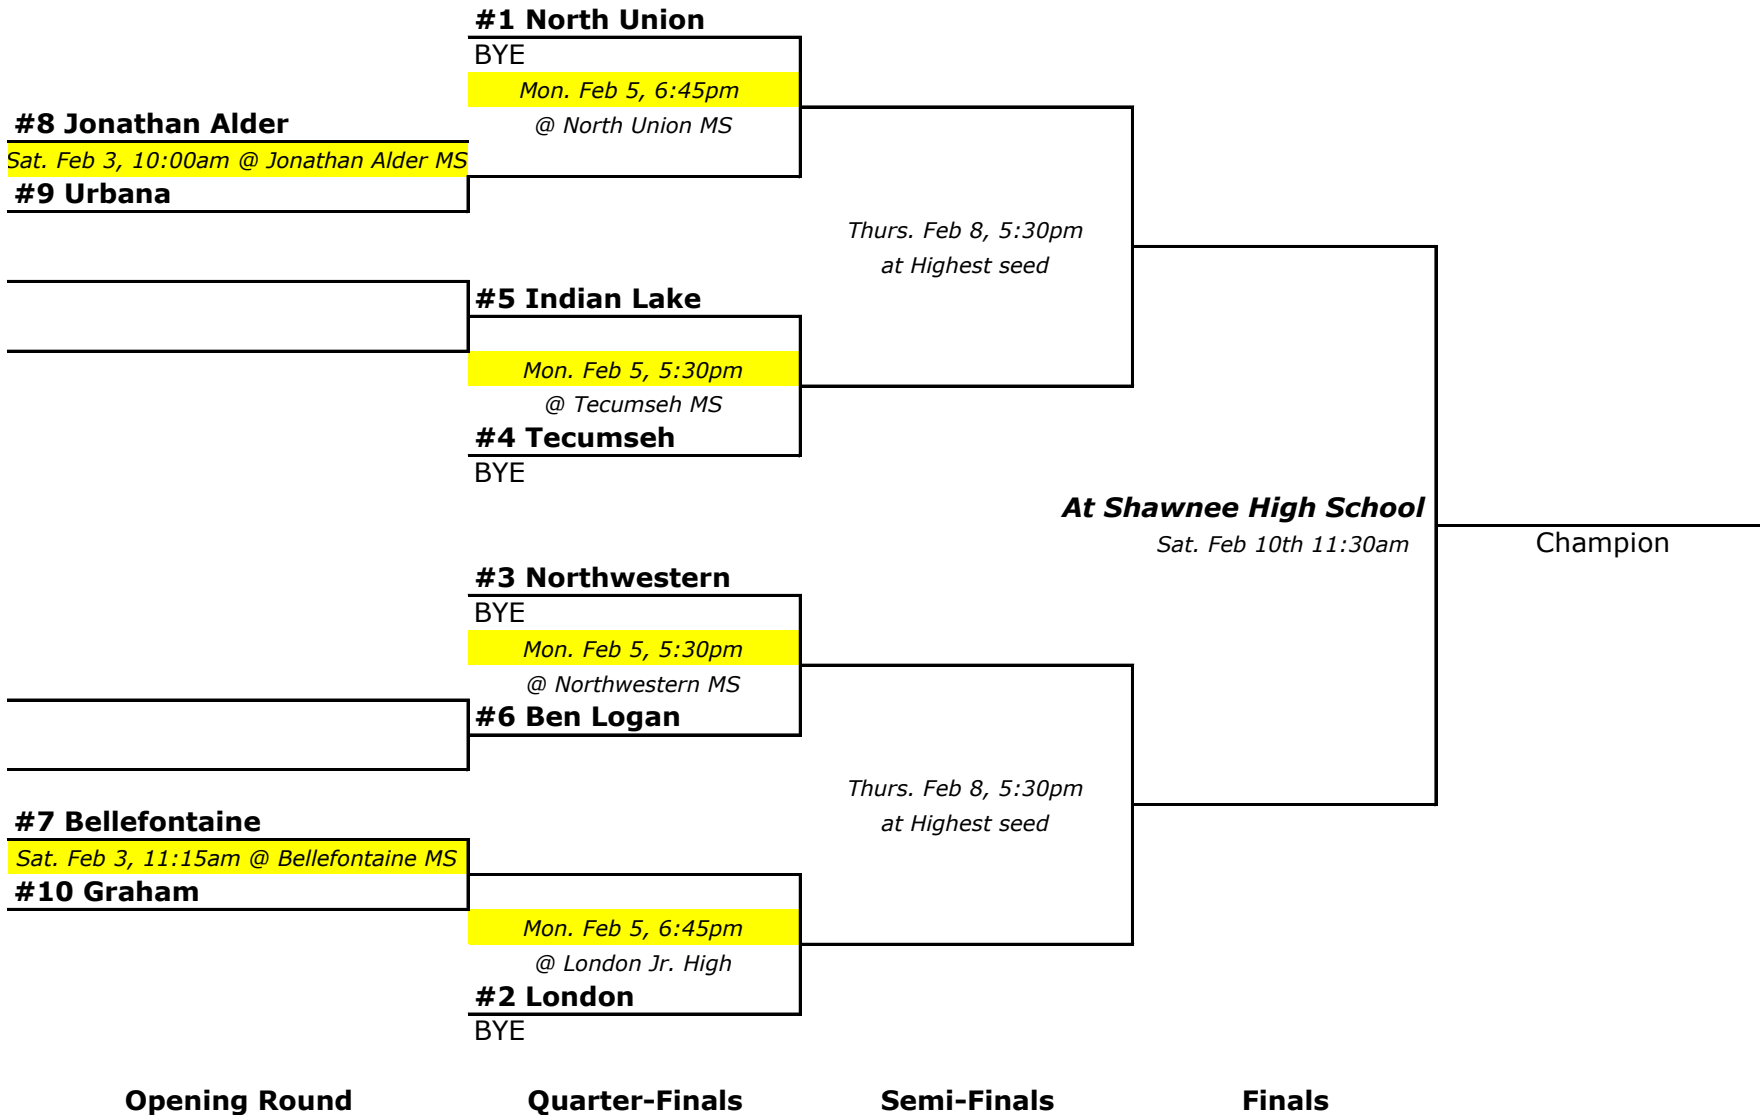 #1 North Union
BYE
Mon. Feb 5, 6:45pm
@ North Union MS
#8 Jonathan Alder
Sat. Feb 3, 10:00am @ Jonathan Alder MS
#9 Urbana
Thurs. Feb 8, 5:30pm
at Highest seed
#5 Indian Lake
Mon. Feb 5, 5:30pm
@ Tecumseh MS
#4 Tecumseh
BYE
At Shawnee High School
Sat. Feb 10th 11:30am
Champion
#3 Northwestern
BYE
Mon. Feb 5, 5:30pm
@ Northwestern MS
#6 Ben Logan
Thurs. Feb 8, 5:30pm
at Highest seed
#7 Bellefontaine
Sat. Feb 3, 11:15am @ Bellefontaine MS
#10 Graham
Mon. Feb 5, 6:45pm
@ London Jr. High
#2 London
BYE
Opening Round
Quarter-Finals
Semi-Finals
Finals